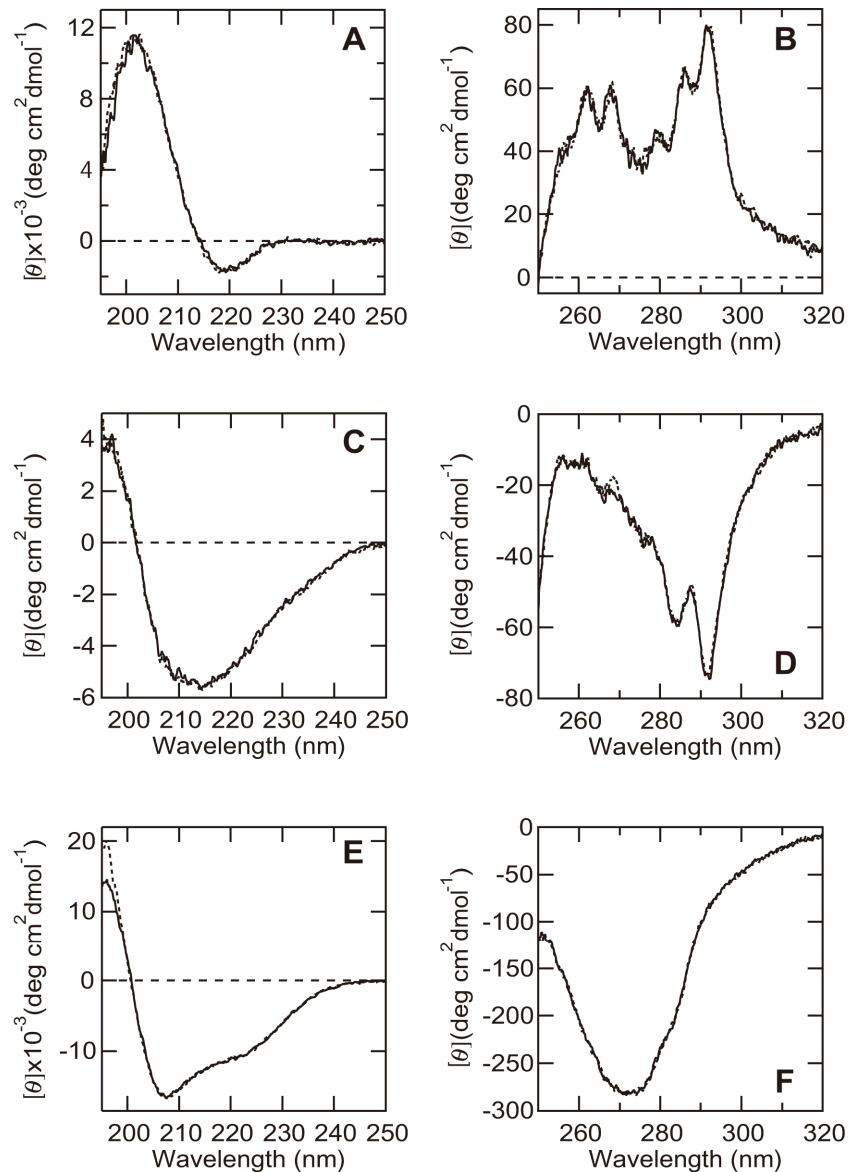 12
8
4
0
[θ]x10⁻³(deg cm² dmol⁻¹)
A
200 210 220 230 240 250
Wavelength (nm)
80
60
40
20
0
[θ](deg cm² dmol⁻¹)
B
260 280 300 320
Wavelength (nm)
4
2
0
-2
-4
-6
[θ](deg cm² dmol⁻¹)
C
200 210 220 230 240 250
Wavelength (nm)
0
-20
-40
-60
-80
[θ](deg cm² dmol⁻¹)
D
260 280 300 320
Wavelength (nm)
20
10
0
-10
[θ]x10⁻³(deg cm² dmol⁻¹)
E
200 210 220 230 240 250
Wavelength (nm)
0
-50
-100
-150
-200
-250
-300
[θ](deg cm² dmol⁻¹)
F
260 280 300 320
Wavelength (nm)